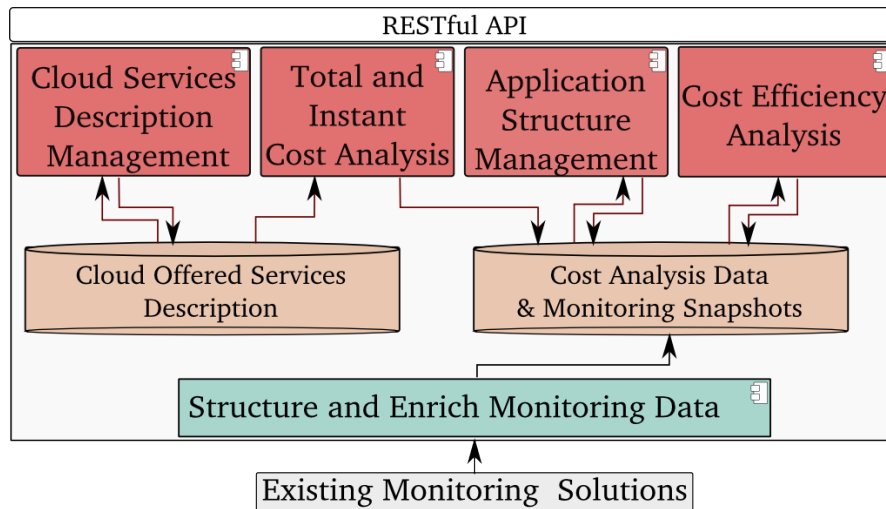 RESTful API
Cloud Services
Description
Management
Total and
Instant
Cost Analysis
Application
Structure
Management
Cost Efficiency
Analysis
Cloud Offered Services
Description
Cost Analysis Data
& Monitoring Snapshots
Structure and Enrich Monitoring Data
Existing Monitoring Solutions